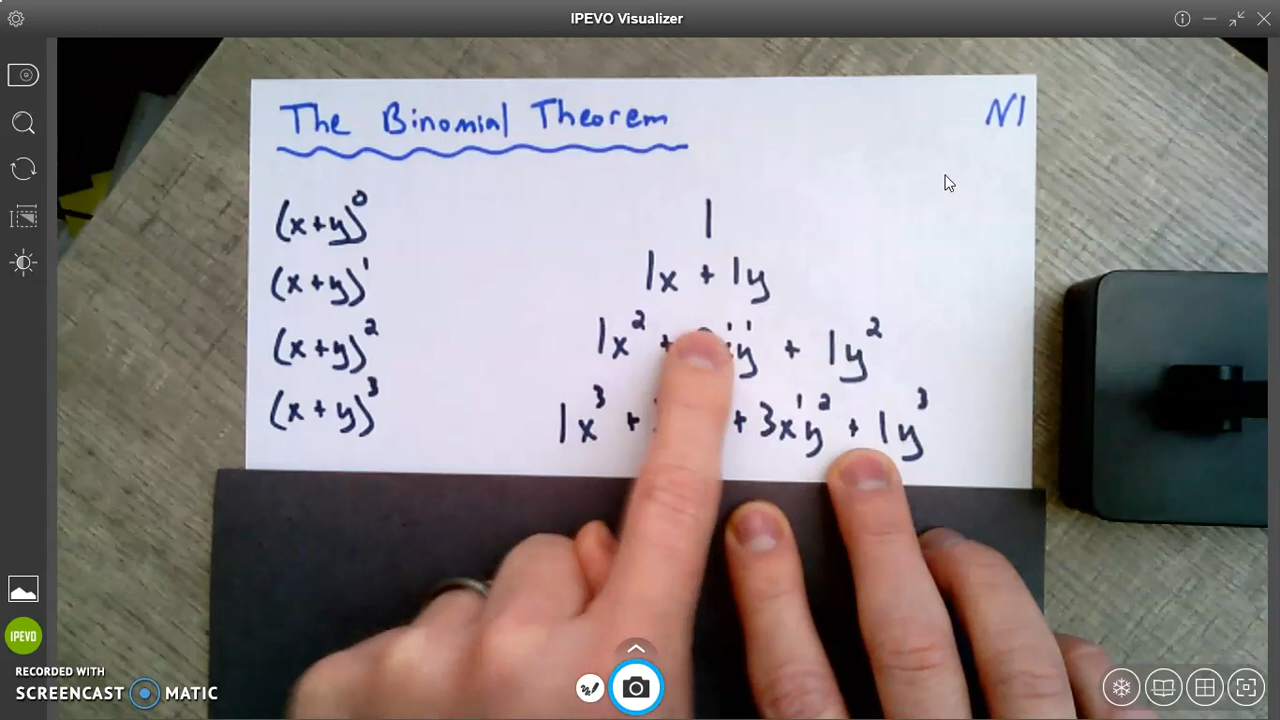 IPEVO Visualizer
The Binomial Theorem N1
(x+y)⁰ 1
(x+y)¹ 1x + 1y
(x+y)² 1x² + ¹y¹ + 1y²
(x+y)³ 1x³ + + 3x¹y² + 1y³
IPEVO
RECORDED WITH
SCREENCAST MATIC